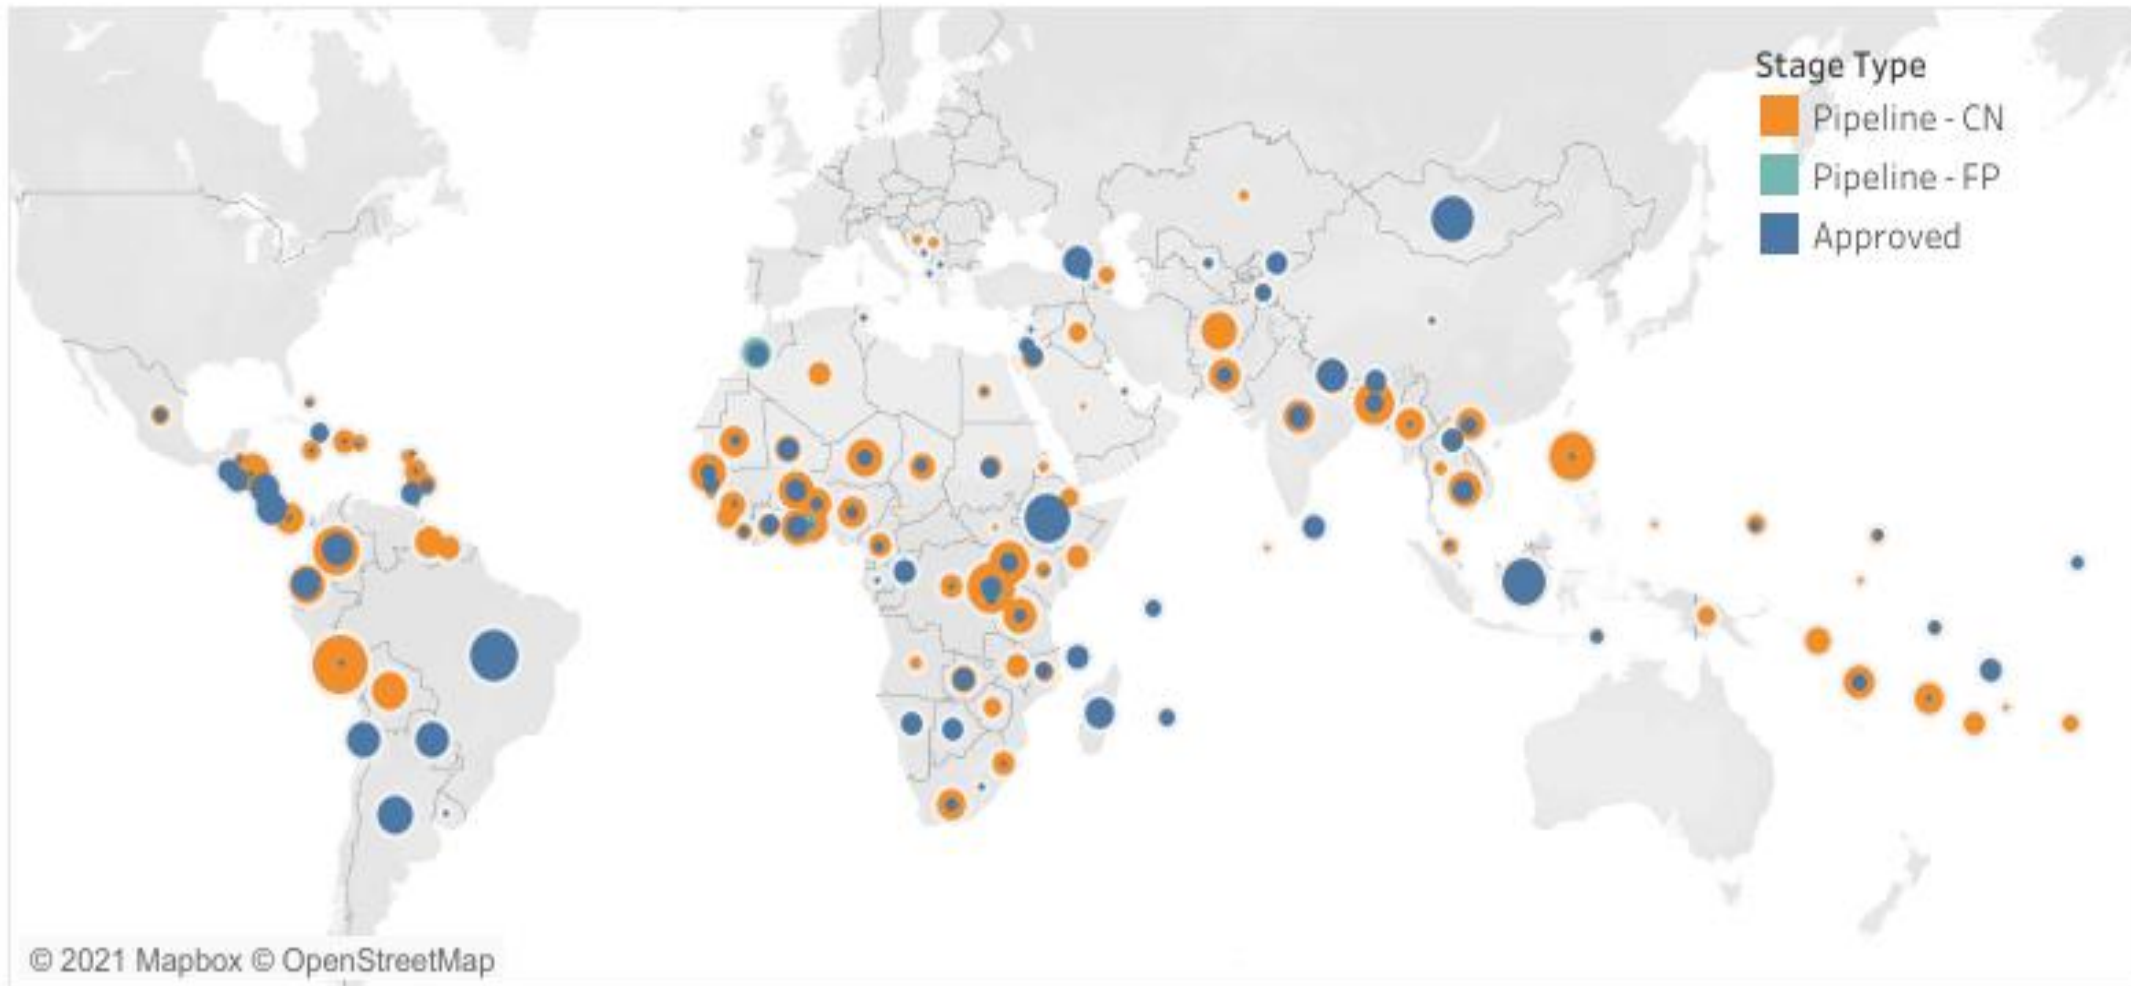 Stage Type
Pipeline - CN
Pipeline - FP
Approved
© 2021 Mapbox © OpenStreetMap